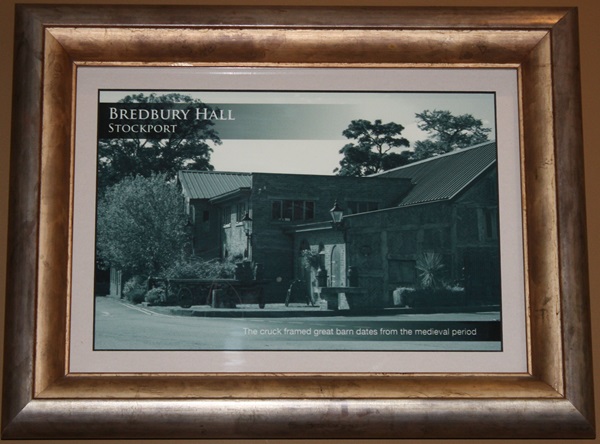 BREDBURY HALL
STOCKPORT
The cruck framed great barn dates from the medieval period